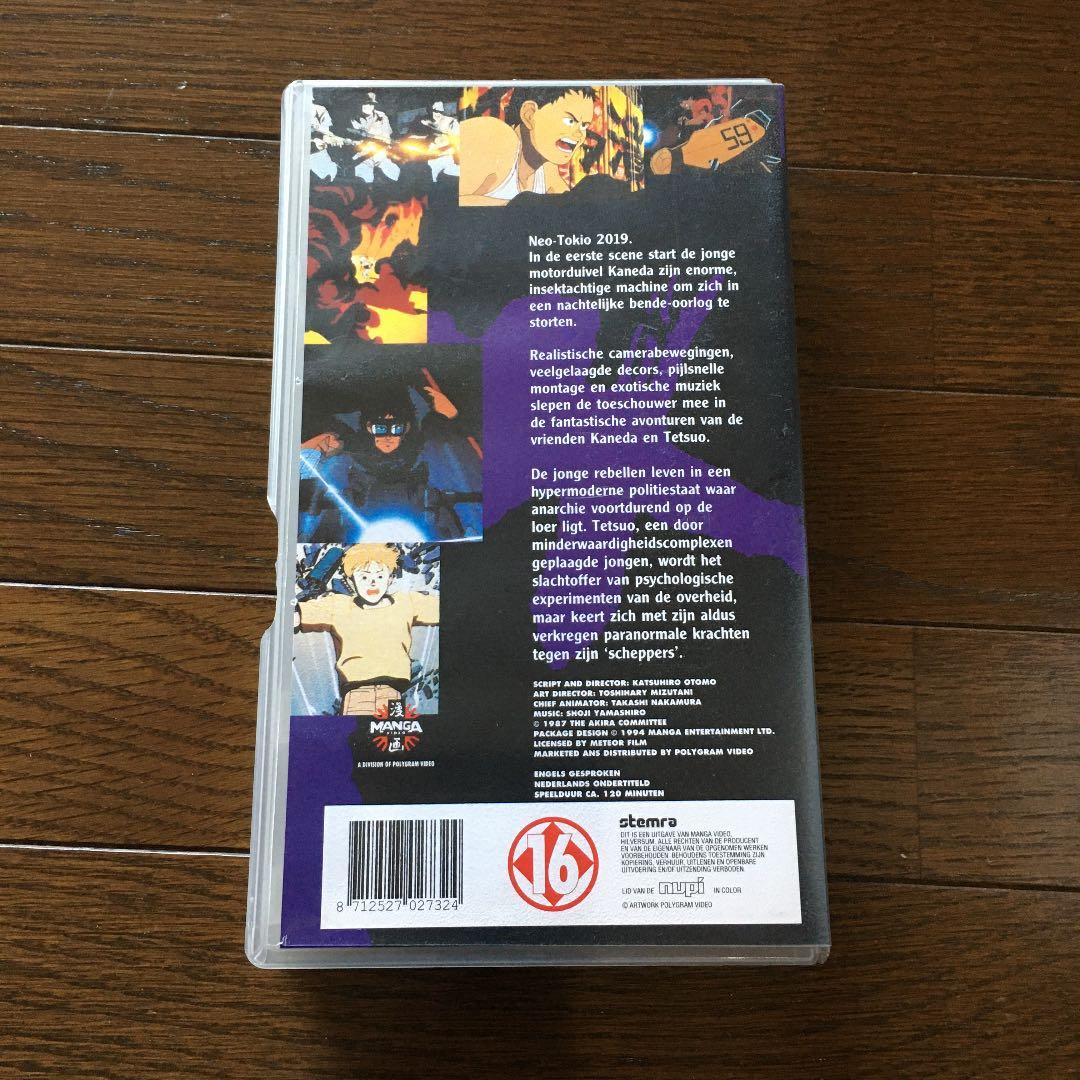 59
Neo-Tokio 2019.
In de eerste scene start de jonge
motorduivel Kaneda zijn enorme,
insektachtige machine om zich in
een nachtelijke bende-oorlog te
storten.
Realistische camerabewegingen,
veelgelaagde decors, pijlsnelle
montage en exotische muziek
slepen de toeschouwer mee in
de fantastische avonturen van de
vrienden Kaneda en Tetsuo.
De jonge rebellen leven in een
hypermoderne politiestaat waar
anarchie voortdurend op de
loer ligt. Tetsuo, een door
minderwaardigheidscomplexen
geplaagde jongen, wordt het
slachtoffer van psychologische
experimenten van de overheid,
maar keert zich met zijn aldus
verkregen paranormale krachten
tegen zijn ‘scheppers’.
SCRIPT AND DIRECTOR: KATSUHIRO OTOMO
ART DIRECTOR: TOSHIHARY MIZUTANI
CHIEF ANIMATOR: TAKASHI NAKAMURA
MUSIC: SHOJI YAMASHIRO
© 1987 THE AKIRA COMMITTEE
PACKAGE DESIGN © 1994 MANGA ENTERTAINMENT LTD.
LICENSED BY METEOR FILM
MARKETED ANS DISTRIBUTED BY POLYGRAM VIDEO
漫
MANGA
VIDEO
画
A DIVISION OF POLYGRAM VIDEO
ENGELS GESPROKEN
NEDERLANDS ONDERTITELD
SPEELDUUR CA. 120 MINUTEN
8 712527 027324
16
stemra
DIT IS EEN UITGAVE VAN MANGA VIDEO,
HILVERSUM. ALLE RECHTEN VAN DE PRODUCENT
EN VAN DE EIGENAAR VAN DE OPGENOMEN WERKEN
VOORBEHOUDEN. BEHOUDENS TOESTEMMING ZIJN
KOPIERING, VERHUUR, UITLENEN EN OPENBARE
UITVOERING EN/OF UITZENDING VERBODEN.
LID VAN DE nupi IN COLOR
© ARTWORK POLYGRAM VIDEO